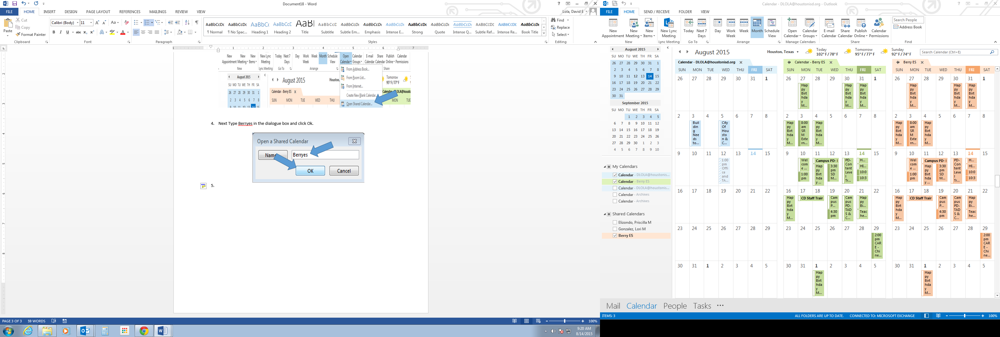 Document18 - Word
FILE HOME INSERT DESIGN PAGE LAYOUT REFERENCES MAILINGS REVIEW VIEW
Lola, David E
Paste
Cut
Copy
Format Painter
Calibri (Body) 11
AaBbCcDc AaBbCcDc AaBbCc AaBbCcD AaBl AaBbCcD AaBbCcDc AaBbCcDc AaBbCcDc AaBbCcDc AaBbCcDc AaBbCcDc AABBCCDC AABBCCDC AaBbCcDc
¶ Normal ¶ No Spac... Heading 1 Heading 2 Title Subtitle Subtle Em... Emphasis Intense E... Strong Quote Intense Q... Subtle Ref... Intense Re... Book Title
Find
Replace
Select
Clipboard Font Paragraph Styles Editing
New Appointment New Meeting New Items New Lync Meeting Today Next 7 Days Day Work Week Week Month Schedule View Open Calendar Calendar Groups E-mail Calendar Share Calendar Publish Online Calendar Permissions
New Lync Meeting Go To Arrange Share
From Address Book...
From Room List...
From Internet...
Create New Blank Calendar...
Open Shared Calendar...
August 2015
SU MO TU WE TH FR SA
26 27 28 29 30 31 1
2 3 4 5 6 7 8
9 10 11 12 13 14 15
August 2015
Houston,
95°F/77°F
Calendar - Berry ES
SUN MON TUE WED THU
MON TUE
4. Next Type Berryes in the dialogue box and click Ok.
Open a Shared Calendar
Name
Berryes
OK Cancel
5.
PAGE 3 OF 3 59 WORDS
100%
9:20 AM
8/14/2015
Calendar - DLOLA@houstonisd.org - Outlook
FILE HOME SEND / RECEIVE FOLDER VIEW
New Appointment New Meeting New Items New Lync Meeting Today Next 7 Days Day Work Week Week Month Schedule View Open Calendar Calendar Groups E-mail Calendar Share Calendar Publish Online Calendar Permissions
Search People
Address Book
New Lync Meeting Go To Arrange Manage Calendars Share Find
August 2015
SU MO TU WE TH FR SA
26 27 28 29 30 31 1
2 3 4 5 6 7 8
9 10 11 12 13 14 15
16 17 18 19 20 21 22
23 24 25 26 27 28 29
30 31
September 2015
SU MO TU WE TH FR SA
1 2 3 4 5
6 7 8 9 10 11 12
13 14 15 16 17 18 19
20 21 22 23 24 25 26
27 28 29 30 1 2 3
4 5 6 7 8 9 10
My Calendars
Calendar - DLOLA@houstonis...
Calendar - Berry ES
Calendar - DLOLA@houstonis...
Calendar - Archives
Calendar - Archives
Shared Calendars
Elizondo, Priscilla M
Gonzalez, Lori M
Berry ES
August 2015
Houston, Texas
Today 102°F/78°F
Tomorrow 95°F/77°F
Sunday 92°F/74°F
Search Calendar (Ctrl+E)
Calendar - DLOLA@houstonisd.org
SUN MON TUE WED THU FRI SAT
26 27 28 29 30 31 1
2 3 4 5 6 7 8
Building Needs to...
City Of Houston & C...
9 10 11 12 13 14 15
1:00 pm Office and TA...
16 17 18 19 20 21 22
23 24 25 26 27 28 29
30 31 1 2 3 4 5
Calendar - Berry ES
SUN MON TUE WED THU FRI SAT
26 27 28 29 30 31 1
Happy Birthday M... Happy Birthday M... Happy Birthday M...
2 3 4 5 6 7 8
Happy Birthday M... 8:00 am SRM Extern... Happy Birthday M...
9 10 11 12 13 14 15
Welcome ... 1:00 pm
Campus PD-
Happy Birthday ... 3:30 pm SD M...
PD-Content Level Tr...
H... HI... 10:0 10:3
16 17 18 19 20 21 22
Happy Birthday M... CD Staff Train Campus P... 4:30 pm Campus PD-TADS & C... Happy Bi... Teache...
23 24 25 26 27 28 29
2:00 pm CARE - Chine...
30 31 1 2 3 4 5
Happy Birthday M...
Berry ES
SUN MON TUE WED THU FRI SAT
26 27 28 29 30 31 1
Happy Birthday M... Happy Birthday M... Happy Birthday M...
2 3 4 5 6 7 8
Happy Birthday M... 8:00 am SRM Extern... Happy Birthday M...
9 10 11 12 13 14 15
Welcome ... 1:00 pm
Campus PD-
Happy Birthday ... 3:30 pm SD M...
PD-Content Level Tr...
H... HI... 10:0 10:3
16 17 18 19 20 21 22
Happy Birthday M... CD Staff Train Campus P... 4:30 pm Campus PD-TADS & C... Happy Bi... Teache...
23 24 25 26 27 28 29
2:00 pm CARE - Chine...
30 31 1 2 3 4 5
Happy Birthday M...
Mail Calendar People Tasks ...
ITEMS: 3
ALL FOLDERS ARE UP TO DATE. CONNECTED TO: MICROSOFT EXCHANGE
100%